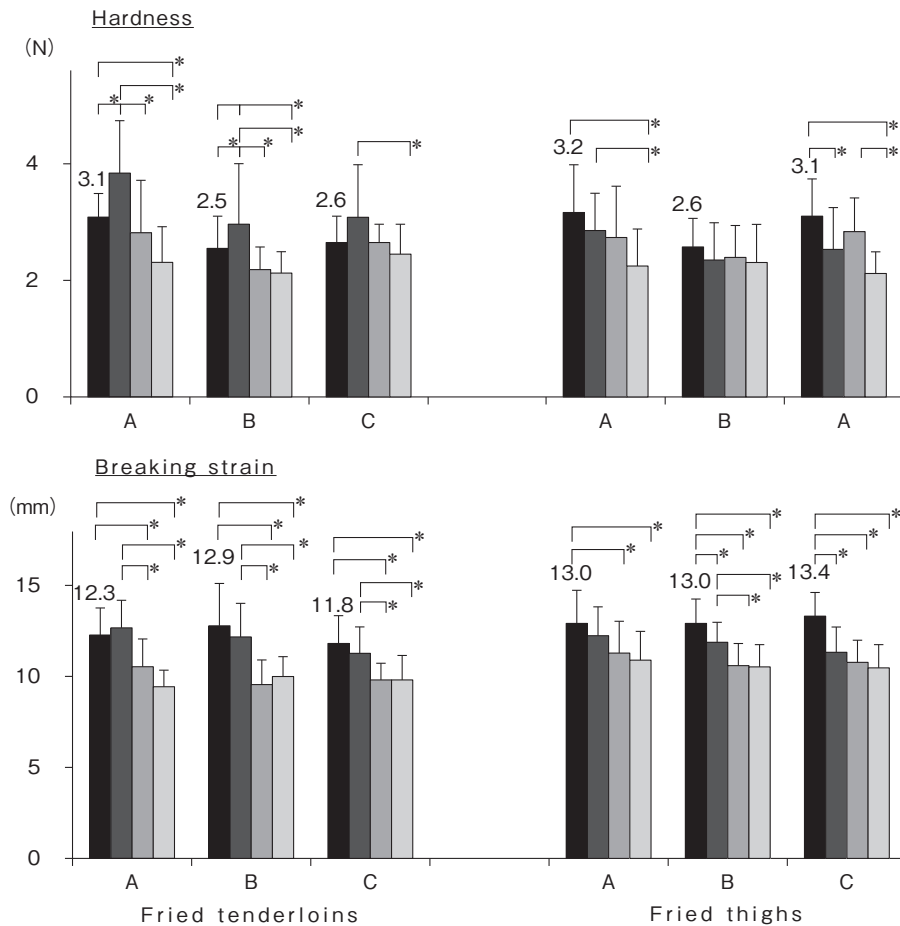 Hardness
(N)
* * * * * * * * *
3.1 2.5 2.6 3.2 2.6 3.1
* * * * *
4
2
0
A B C A B A
Breaking strain
(mm)
* * * * * * * * * * * *
12.3 12.9 11.8 13.0 13.0 13.4
* * * * * * * * * *
15
10
5
0
A B C A B C
Fried tenderloins Fried thighs